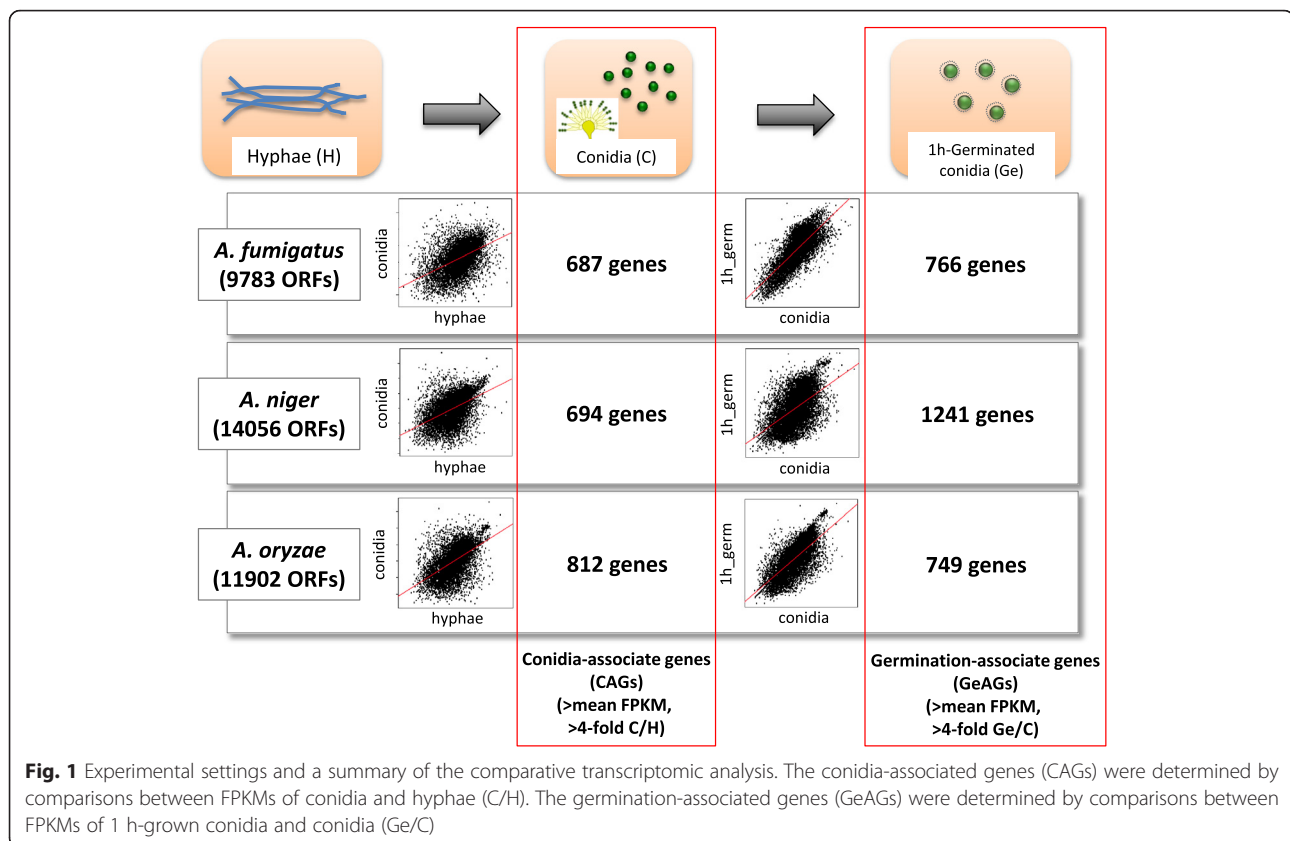 Hyphae (H)
Conidia (C)
1h-Germinated
conidia (Ge)
A. fumigatus
(9783 ORFs)
conidia
hyphae
687 genes
1h_germ
conidia
766 genes
A. niger
(14056 ORFs)
conidia
hyphae
694 genes
1h_germ
conidia
1241 genes
A. oryzae
(11902 ORFs)
conidia
hyphae
812 genes
1h_germ
conidia
749 genes
Conidia-associate genes
(CAGs)
(>mean FPKM,
>4-fold C/H)
Germination-associate genes
(GeAGs)
(>mean FPKM,
>4-fold Ge/C)
Fig. 1 Experimental settings and a summary of the comparative transcriptomic analysis. The conidia-associated genes (CAGs) were determined by
comparisons between FPKMs of conidia and hyphae (C/H). The germination-associated genes (GeAGs) were determined by comparisons between
FPKMs of 1 h-grown conidia and conidia (Ge/C)